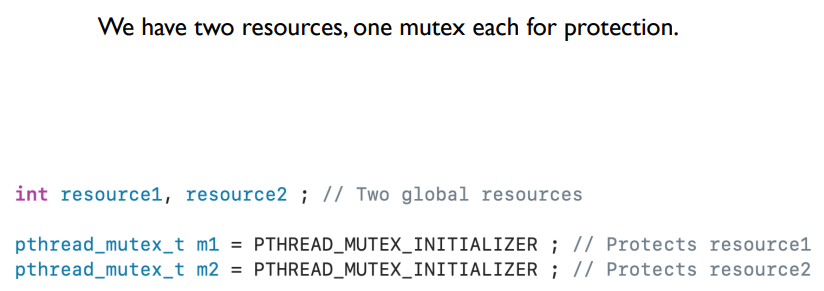 We have two resources, one mutex each for protection.
int resource1, resource2 ; // Two global resources
pthread_mutex_t m1 = PTHREAD_MUTEX_INITIALIZER ; // Protects resource1
pthread_mutex_t m2 = PTHREAD_MUTEX_INITIALIZER ; // Protects resource2